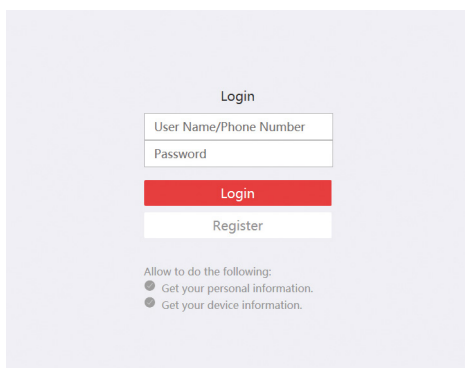 Login
User Name/Phone Number
Password
Login
Register
Allow to do the following:
Get your personal information.
Get your device information.